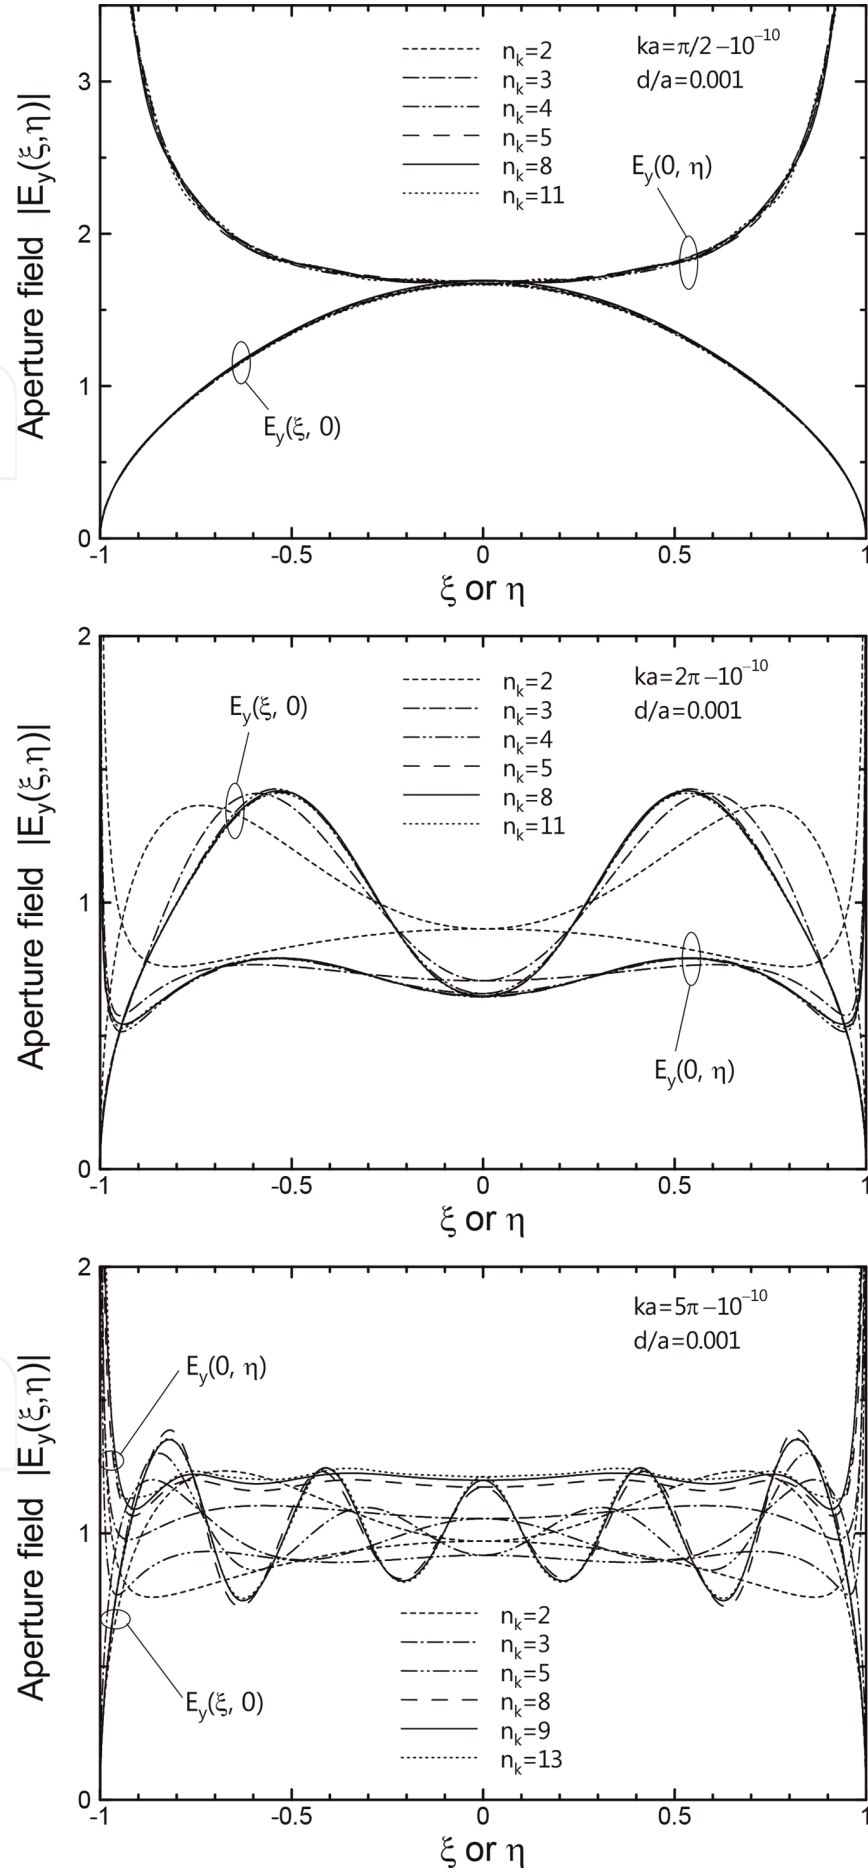 Aperture field |E_y(ξ,η)|
3
2
1
0
n_k=2
n_k=3
n_k=4
n_k=5
n_k=8
n_k=11
ka=π/2−10^−10
d/a=0.001
E_y(0, η)
E_y(ξ, 0)
-1 -0.5 0 0.5 1
ξ or η
Aperture field |E_y(ξ,η)|
2
1
0
E_y(ξ, 0)
n_k=2
n_k=3
n_k=4
n_k=5
n_k=8
n_k=11
ka=2π−10^−10
d/a=0.001
E_y(0, η)
-1 -0.5 0 0.5 1
ξ or η
Aperture field |E_y(ξ,η)|
2
1
0
ka=5π−10^−10
d/a=0.001
E_y(0, η)
n_k=2
n_k=3
n_k=5
n_k=8
n_k=9
n_k=13
E_y(ξ, 0)
-1 -0.5 0 0.5 1
ξ or η